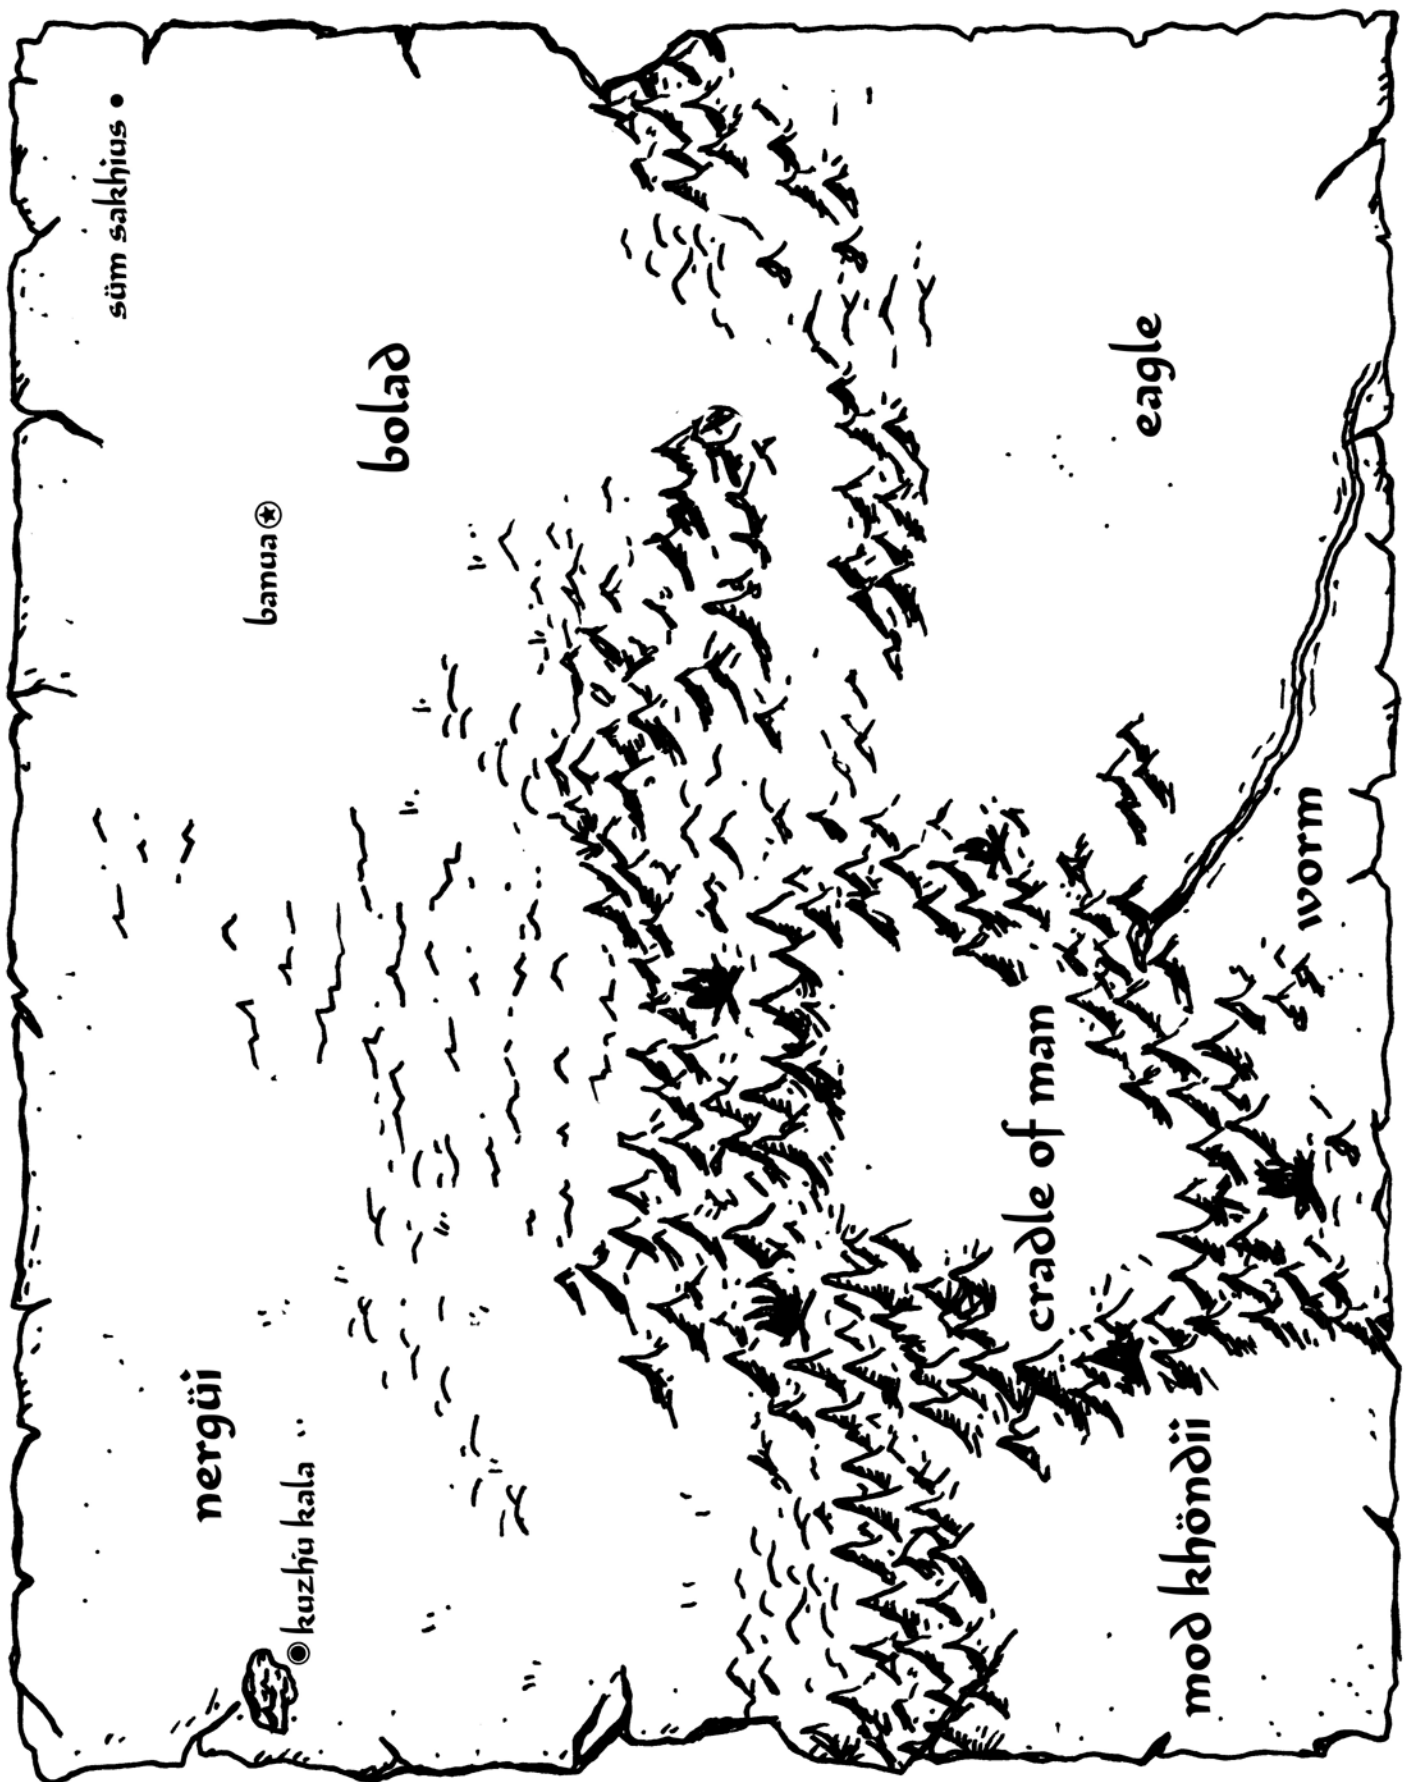 süm sakhius
bolad
banua
nergüi
kuzhu kala
eagle
worm
cradle of man
mod khöndii